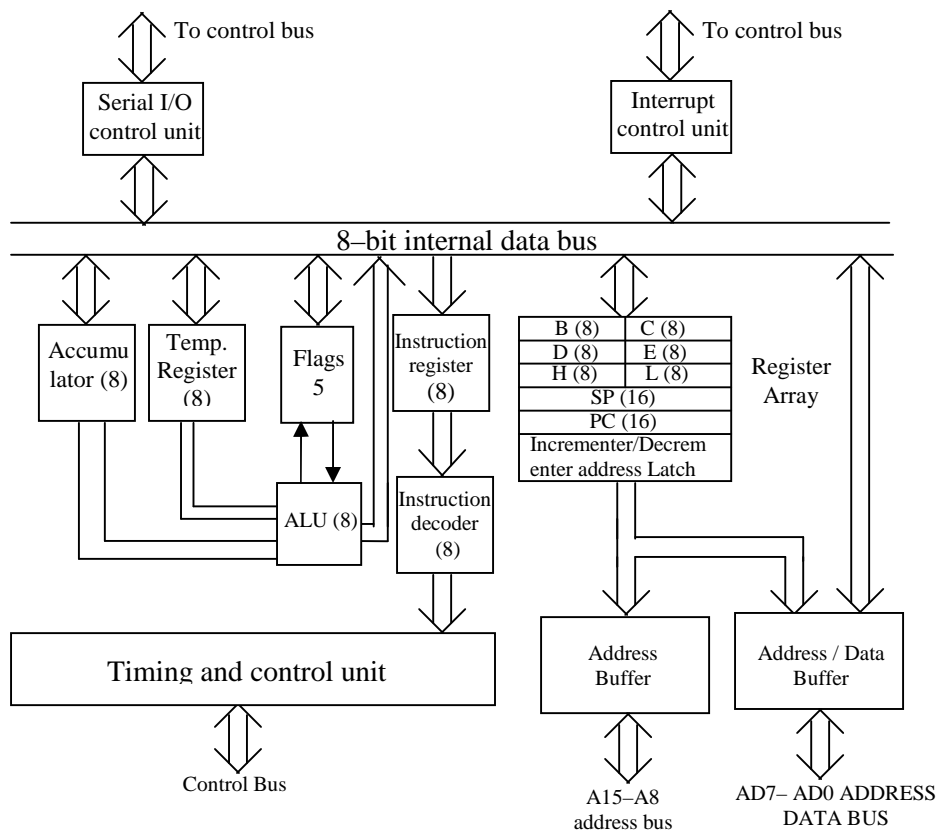 To control bus
To control bus
Serial I/O
control unit
Interrupt
control unit
8–bit internal data bus
Accumu
lator (8)
Temp.
Register
(8)
Flags
5
Instruction
register
(8)
B (8)
C (8)
D (8)
E (8)
H (8)
L (8)
SP (16)
PC (16)
Incrementer/Decrem
enter address Latch
Register
Array
ALU (8)
Instruction
decoder
(8)
Timing and control unit
Address
Buffer
Address / Data
Buffer
Control Bus
A15–A8
address bus
AD7– AD0 ADDRESS
DATA BUS